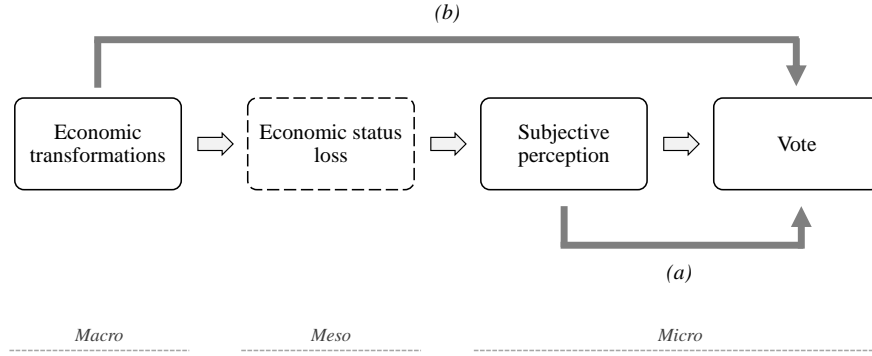 (b)
Economic
transformations
Economic status
loss
Subjective
perception
Vote
(a)
Macro
Meso
Micro